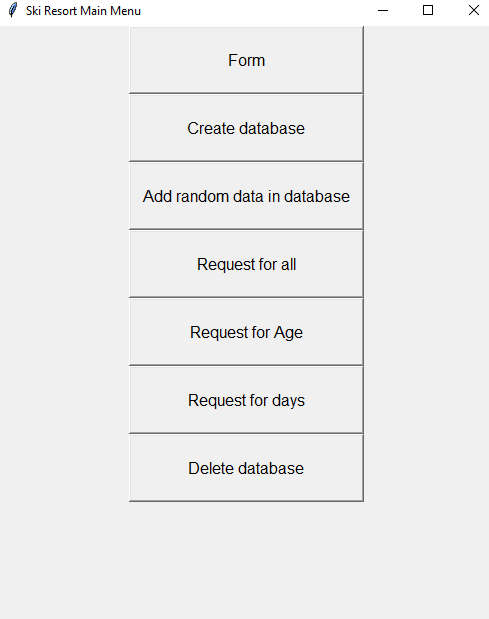 Ski Resort Main Menu
Form
Create database
Add random data in database
Request for all
Request for Age
Request for days
Delete database